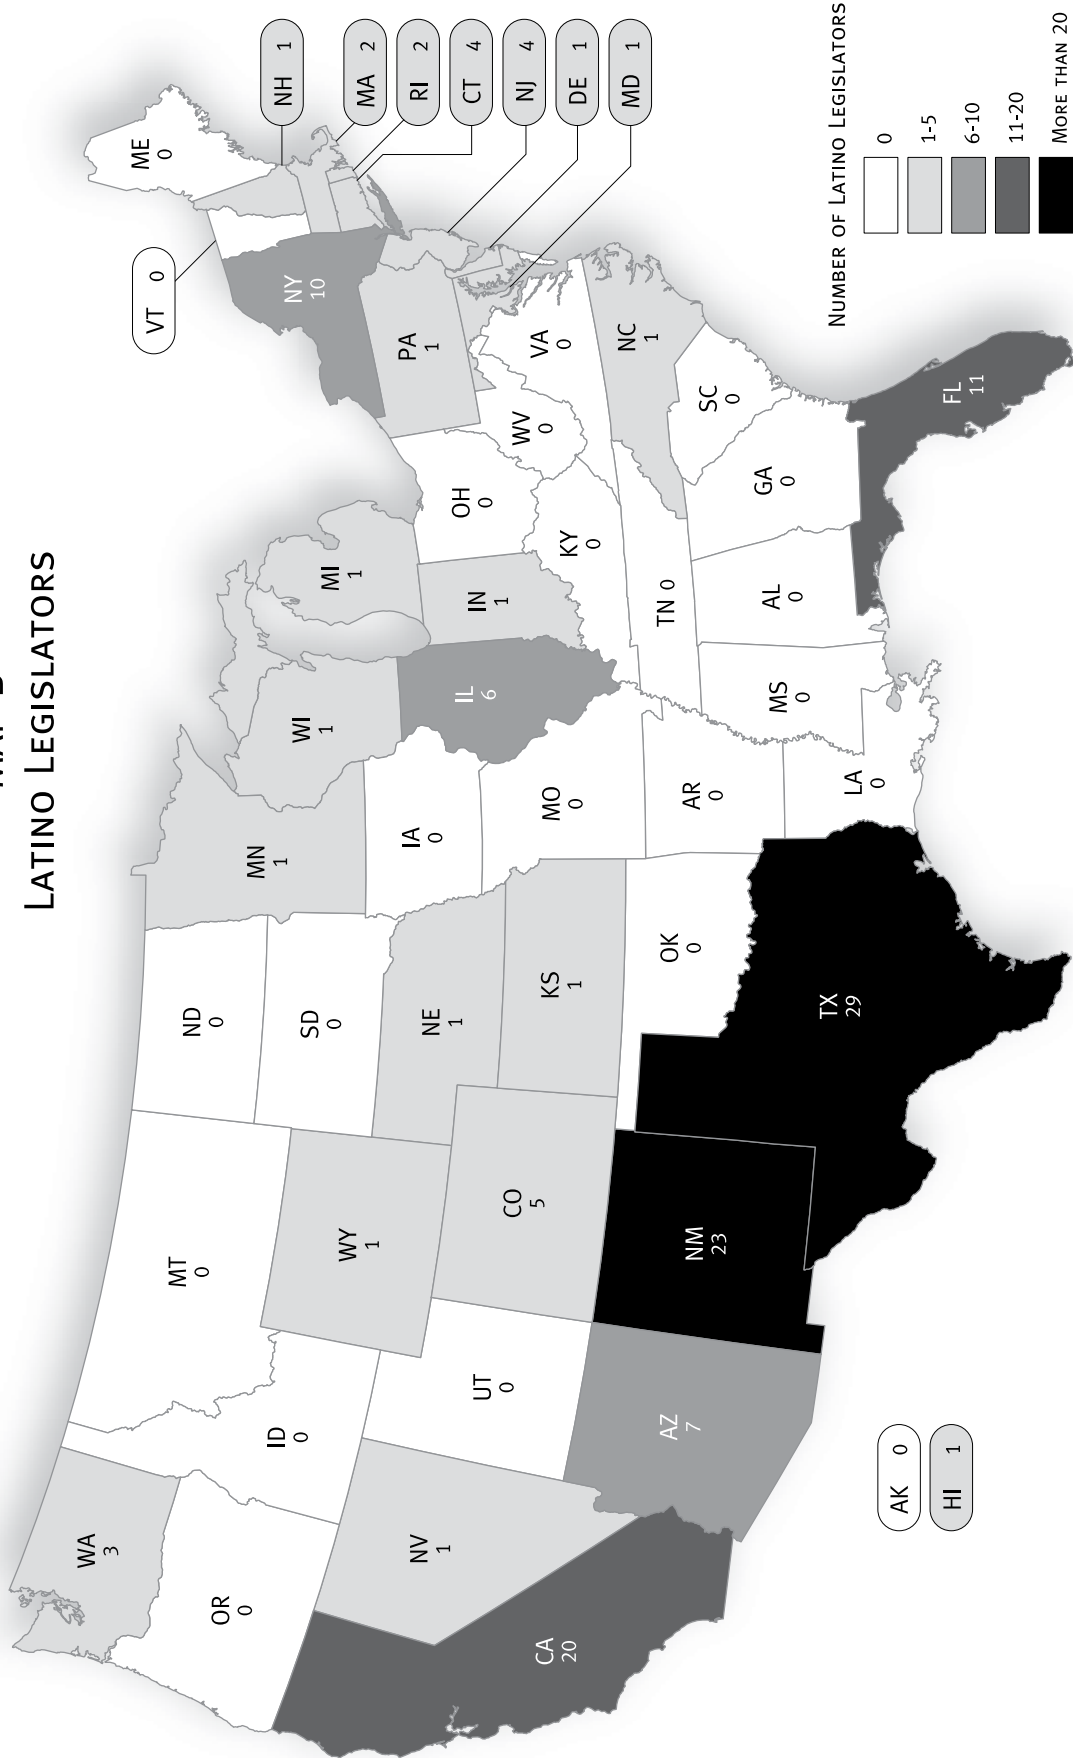 LATINO LEGISLATORS
WA
3
OR
0
CA
20
NV
1
ID
0
MT
0
WY
1
UT
0
AZ
7
CO
5
NM
23
ND
0
SD
0
NE
1
KS
1
OK
0
TX
29
MN
1
IA
0
MO
0
AR
0
LA
0
WI
1
IL
6
MI
1
IN
1
OH
0
KY
0
TN 0
MS
0
AL
0
GA
0
FL
11
SC
0
NC
1
VA
0
WV
0
PA
1
NY
10
VT 0
ME
0
NH 1
MA 2
RI 2
CT 4
NJ 4
DE 1
MD 1
AK 0
HI 1
NUMBER OF LATINO LEGISLATORS
0
1-5
6-10
11-20
MORE THAN 20